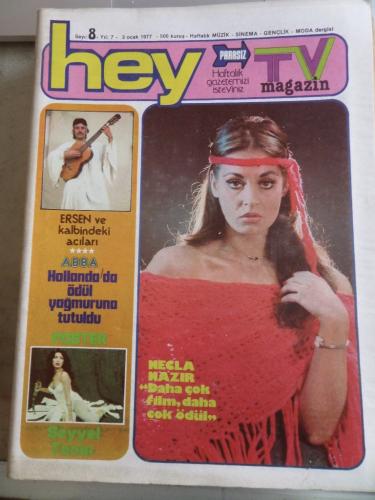 Sayı: 8 - Yıl: 7 - 3 ocak 1977 - 500 kuruş - Haftalık MÜZİK - SİNEMA - GENÇLİK - MODA dergisi
hey
PARASIZ
Haftalık
gazetemizi
isteyiniz
TV
magazin
ERSEN ve
kalbindeki
acıları
★★★★
ABBA
Hollanda'da
ödül
yağmuruna
tutuldu
POSTER
Seyyal
Taner
NECLA
NAZIR
"Daha çok
film, daha
çok ödül"